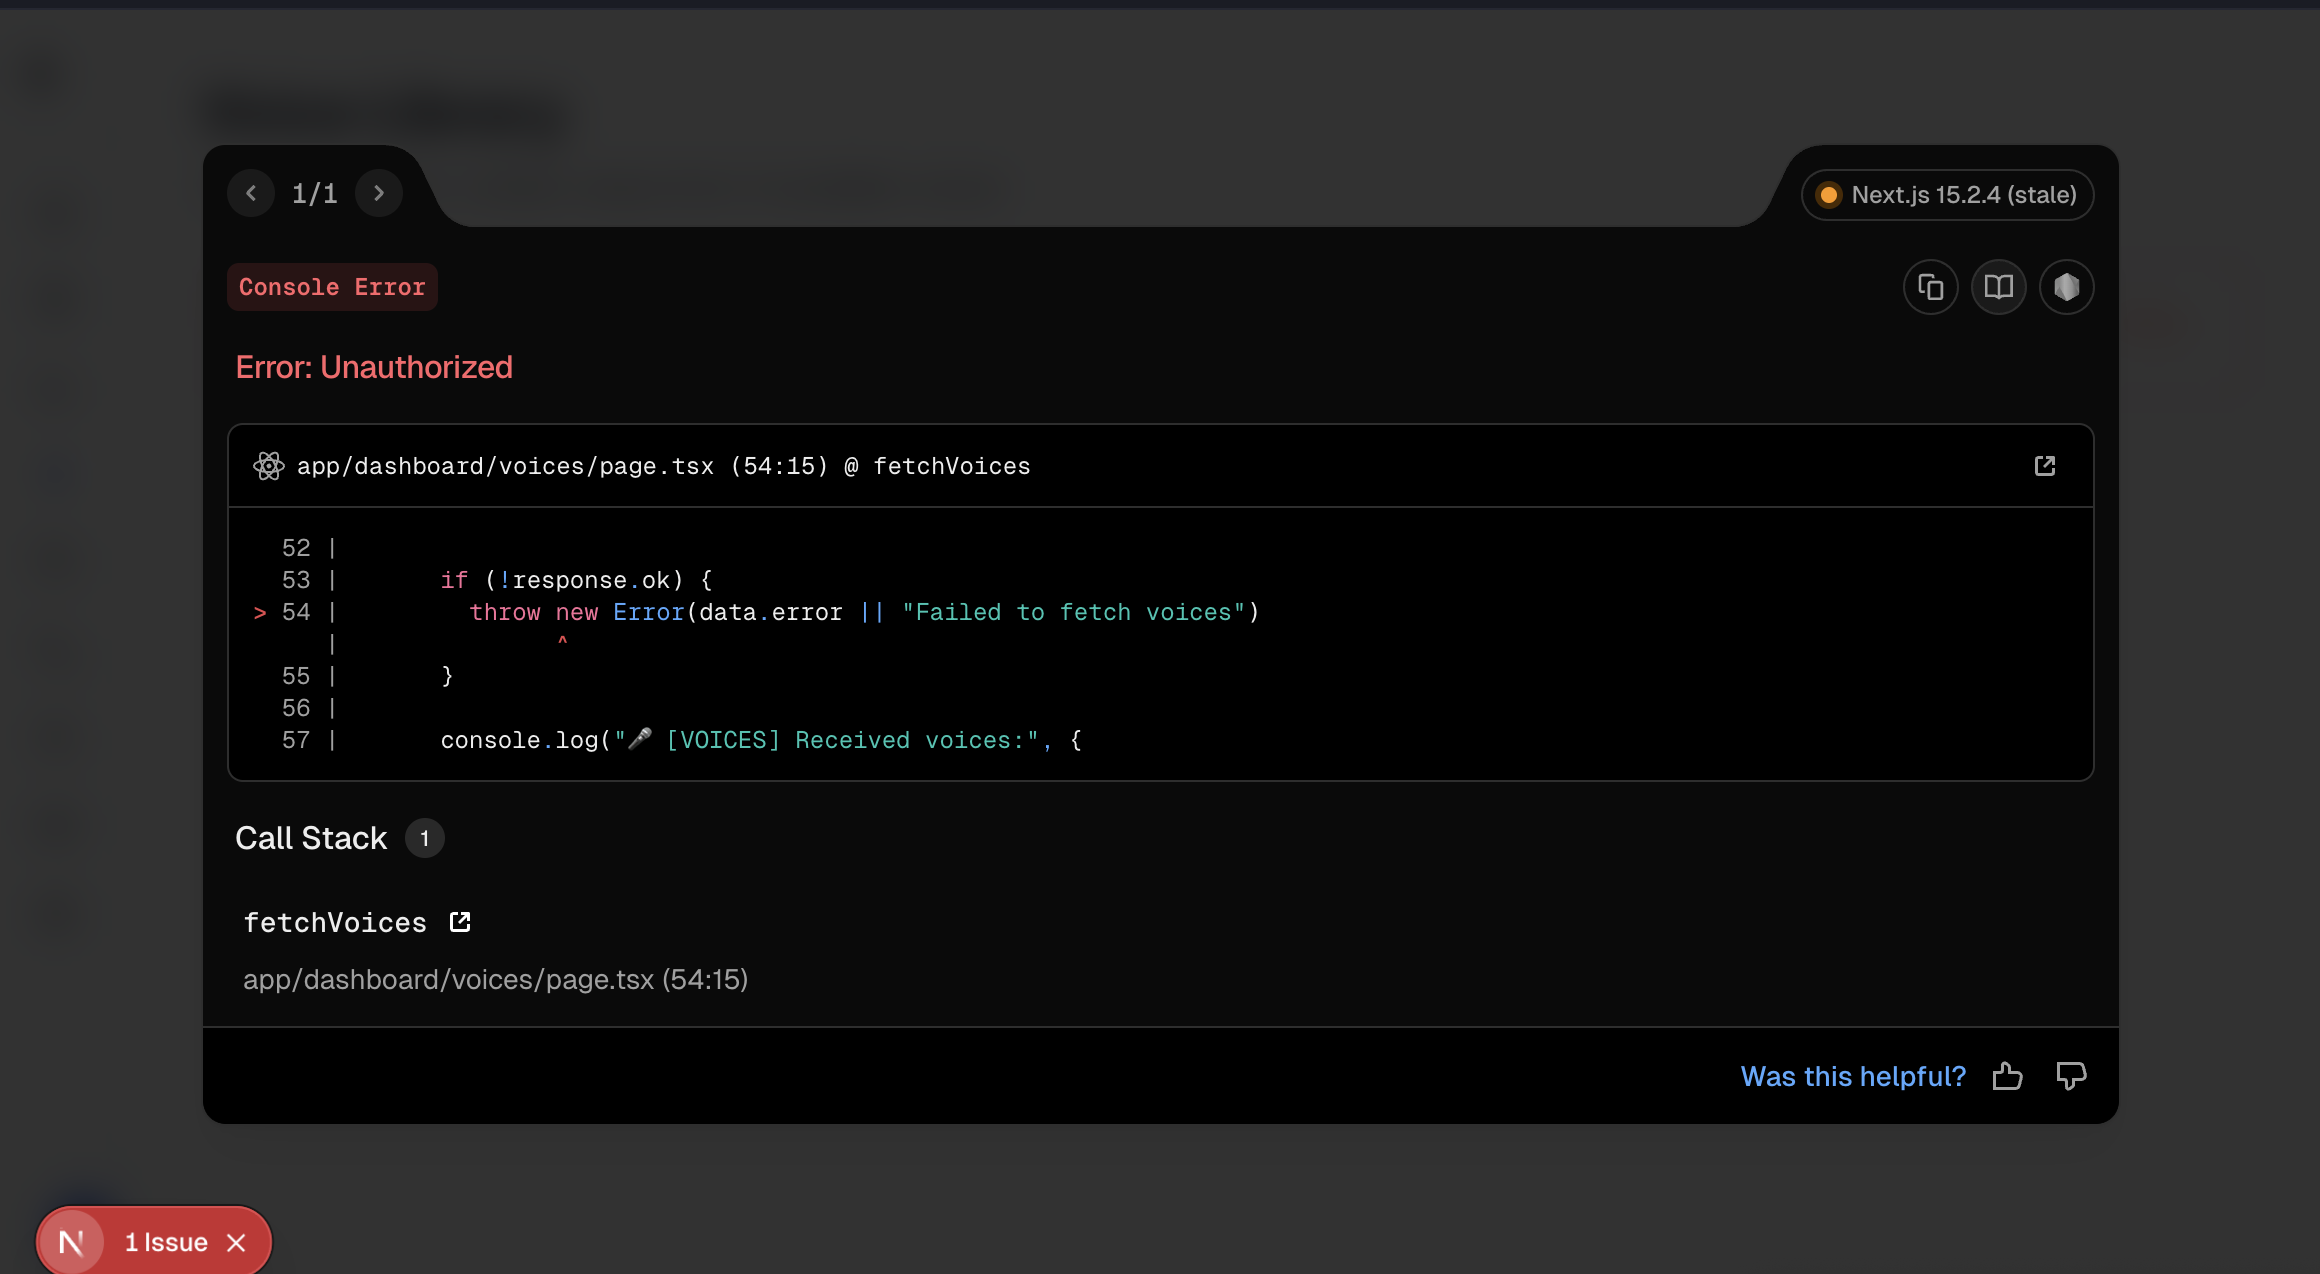 1/1
Next.js 15.2.4 (stale)
Console Error
Error: Unauthorized
app/dashboard/voices/page.tsx (54:15) @ fetchVoices
52 |
53 | if (!response.ok) {
> 54 | throw new Error(data.error || "Failed to fetch voices")
| ^
55 | }
56 |
57 | console.log("🎤 [VOICES] Received voices:", {
Call Stack 1
fetchVoices
app/dashboard/voices/page.tsx (54:15)
Was this helpful?
N 1 Issue